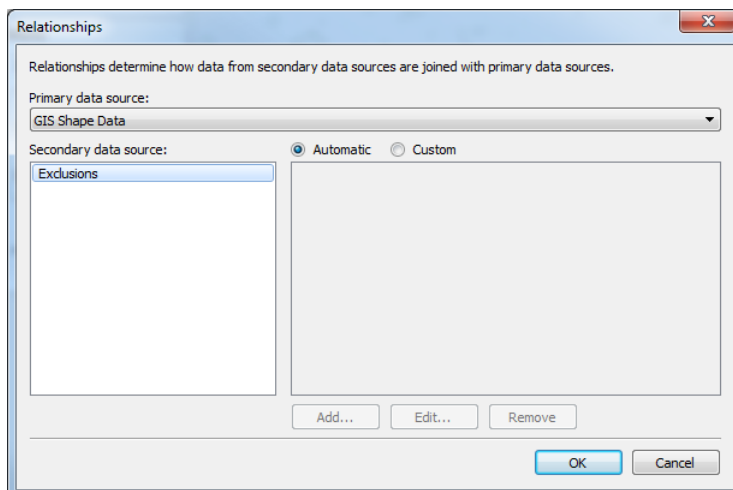 Relationships
Relationships determine how data from secondary data sources are joined with primary data sources.
Primary data source:
GIS Shape Data
Secondary data source:
Automatic
Custom
Exclusions
Add...
Edit...
Remove
OK
Cancel